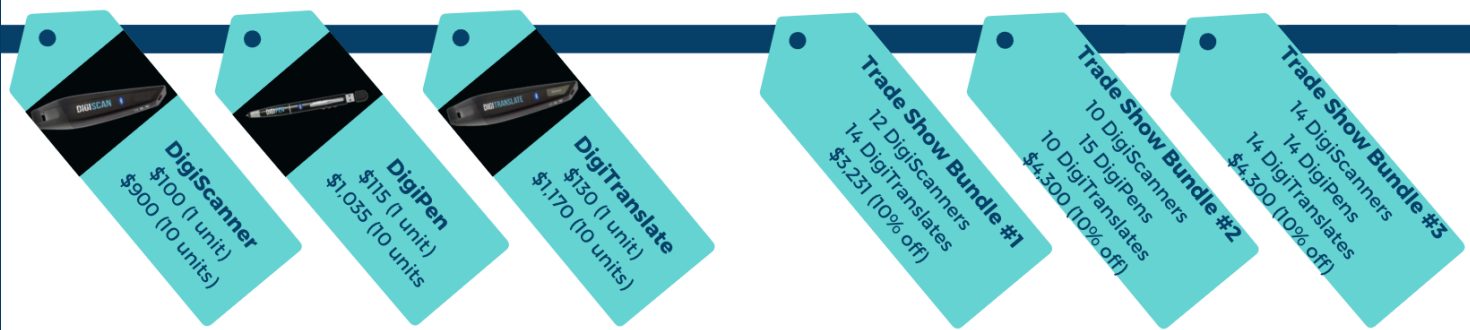 DIGISCAN
DigiScanner
$100 (1 unit)
$900 (10 units)
DIGIPEN
DigiPen
$115 (1 unit)
$1,035 (10 units
DIGITRANSLATE
DigiTranslate
$130 (1 unit)
$1,170 (10 units)
Trade Show Bundle #1
12 DigiScanners
14 DigiTranslates
$3,231 (10% off)
Trade Show Bundle #2
10 DigiScanners
15 DigiPens
10 DigiTranslates
$4,300 (10% off)
Trade Show Bundle #3
14 DigiScanners
14 DigiPens
14 DigiTranslates
$4,300 (10% off)